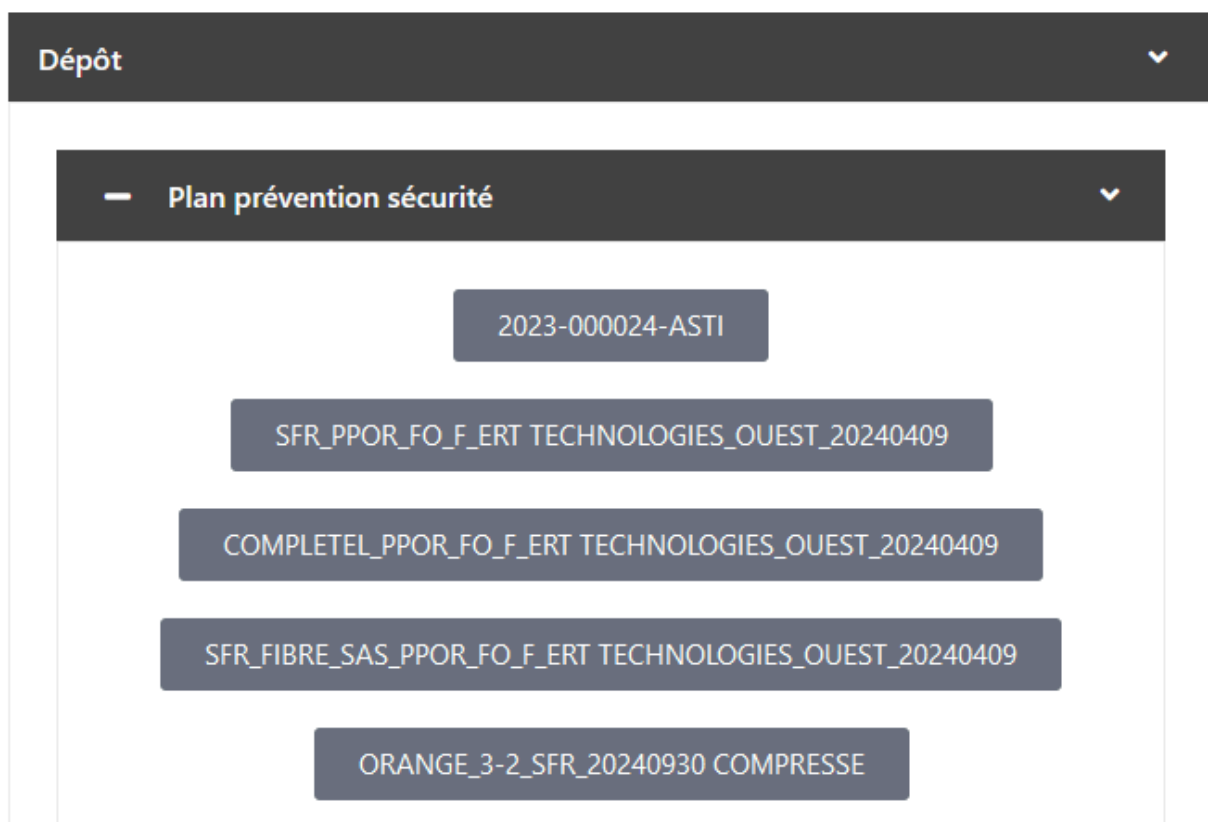 Dépôt
Plan prévention sécurité
2023-000024-ASTI
SFR_PPOR_FO_F_ERT TECHNOLOGIES_OUEST_20240409
COMPLETEL_PPOR_FO_F_ERT TECHNOLOGIES_OUEST_20240409
SFR_FIBRE_SAS_PPOR_FO_F_ERT TECHNOLOGIES_OUEST_20240409
ORANGE_3-2_SFR_20240930 COMPRESSE